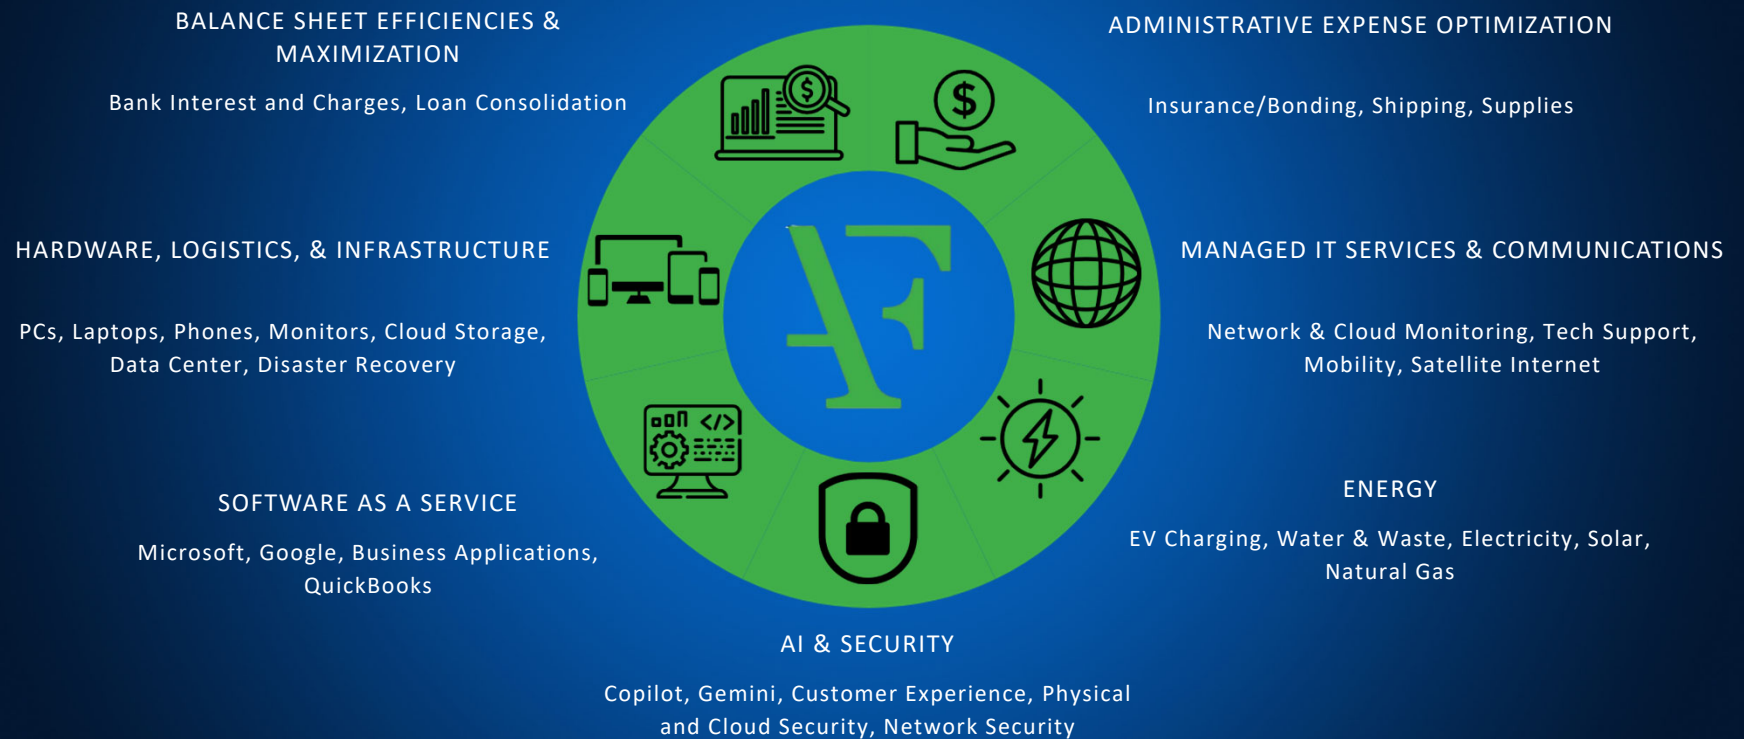 BALANCE SHEET EFFICIENCIES &
MAXIMIZATION
Bank Interest and Charges, Loan Consolidation
ADMINISTRATIVE EXPENSE OPTIMIZATION
Insurance/Bonding, Shipping, Supplies
$
$
HARDWARE, LOGISTICS, & INFRASTRUCTURE
PCs, Laptops, Phones, Monitors, Cloud Storage,
Data Center, Disaster Recovery
AF
MANAGED IT SERVICES & COMMUNICATIONS
Network & Cloud Monitoring, Tech Support,
Mobility, Satellite Internet
</>
SOFTWARE AS A SERVICE
Microsoft, Google, Business Applications,
QuickBooks
ENERGY
EV Charging, Water & Waste, Electricity, Solar,
Natural Gas
AI & SECURITY
Copilot, Gemini, Customer Experience, Physical
and Cloud Security, Network Security